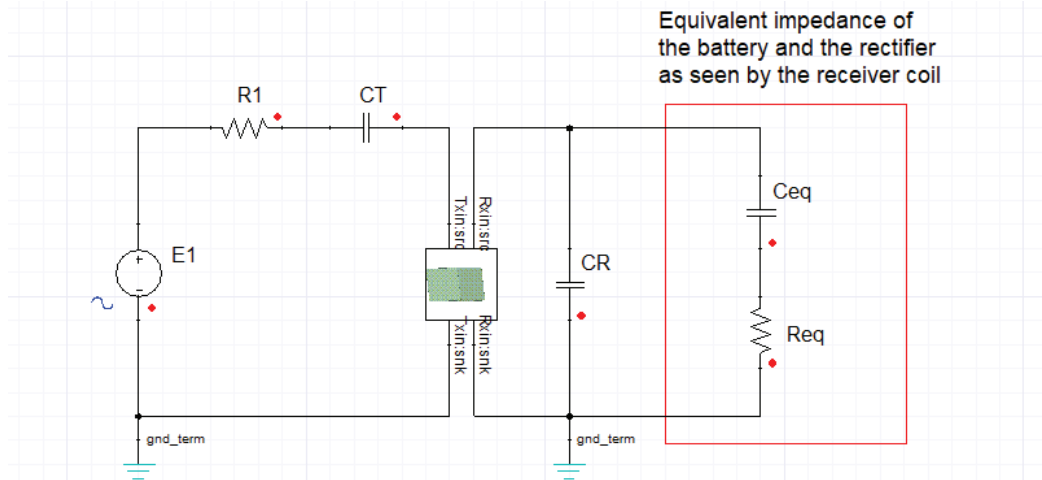 Equivalent impedance of
the battery and the rectifier
as seen by the receiver coil
R1
CT
Txin:src
Rxin:src
Ceq
E1
+
-
CR
Req
Txin:snk
Rxin:snk
gnd_term
gnd_term